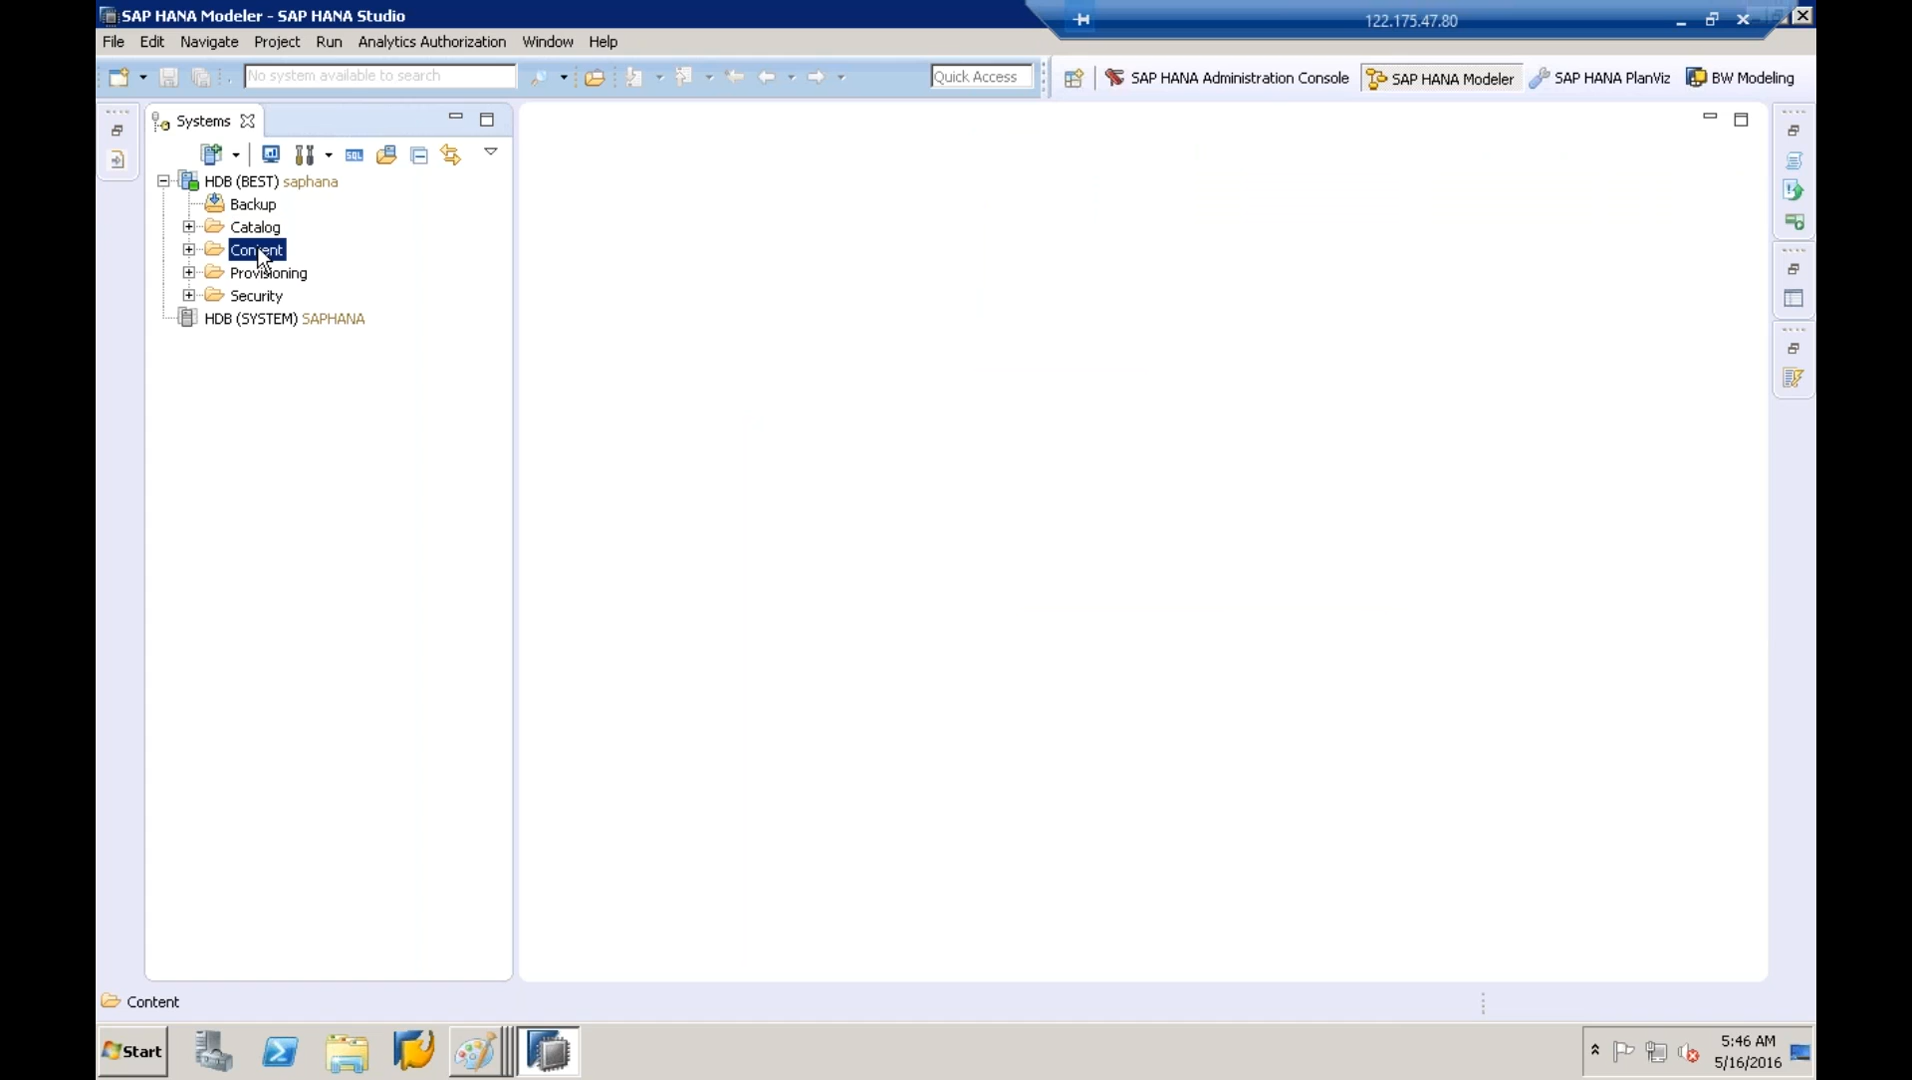 SAP HANA Modeler - SAP HANA Studio
122.175.47.80
File Edit Navigate Project Run Analytics Authorization Window Help
No system available to search
Quick Access
SAP HANA Administration Console
SAP HANA Modeler
SAP HANA PlanViz
BW Modeling
Systems
SQL
HDB (BEST) saphana
Backup
Catalog
Content
Provisioning
Security
HDB (SYSTEM) SAPHANA
Content
Start
5:46 AM
5/16/2016